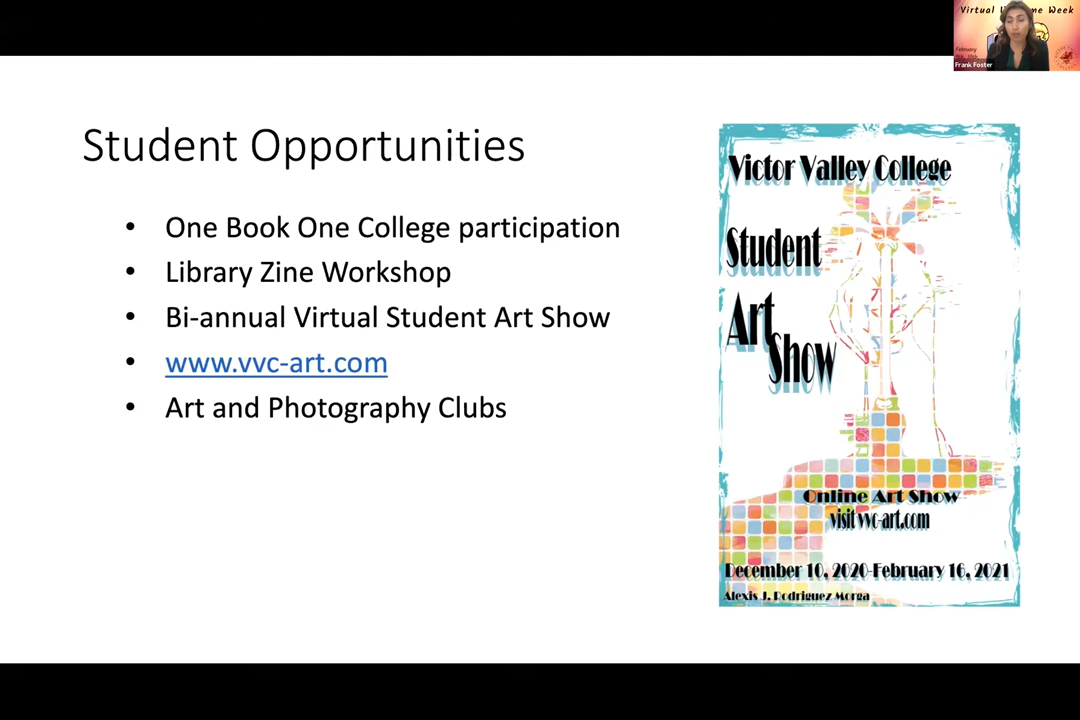 Virtual Week
February
Frank Foster
Student Opportunities
• One Book One College participation
• Library Zine Workshop
• Bi-annual Virtual Student Art Show
• www.vvc-art.com
• Art and Photography Clubs
Victor Valley College
Student
Art
Show
Online Art Show
visit vvc-art.com
December 10, 2020-February 16, 2021
Alexis J. Rodriguez Morga